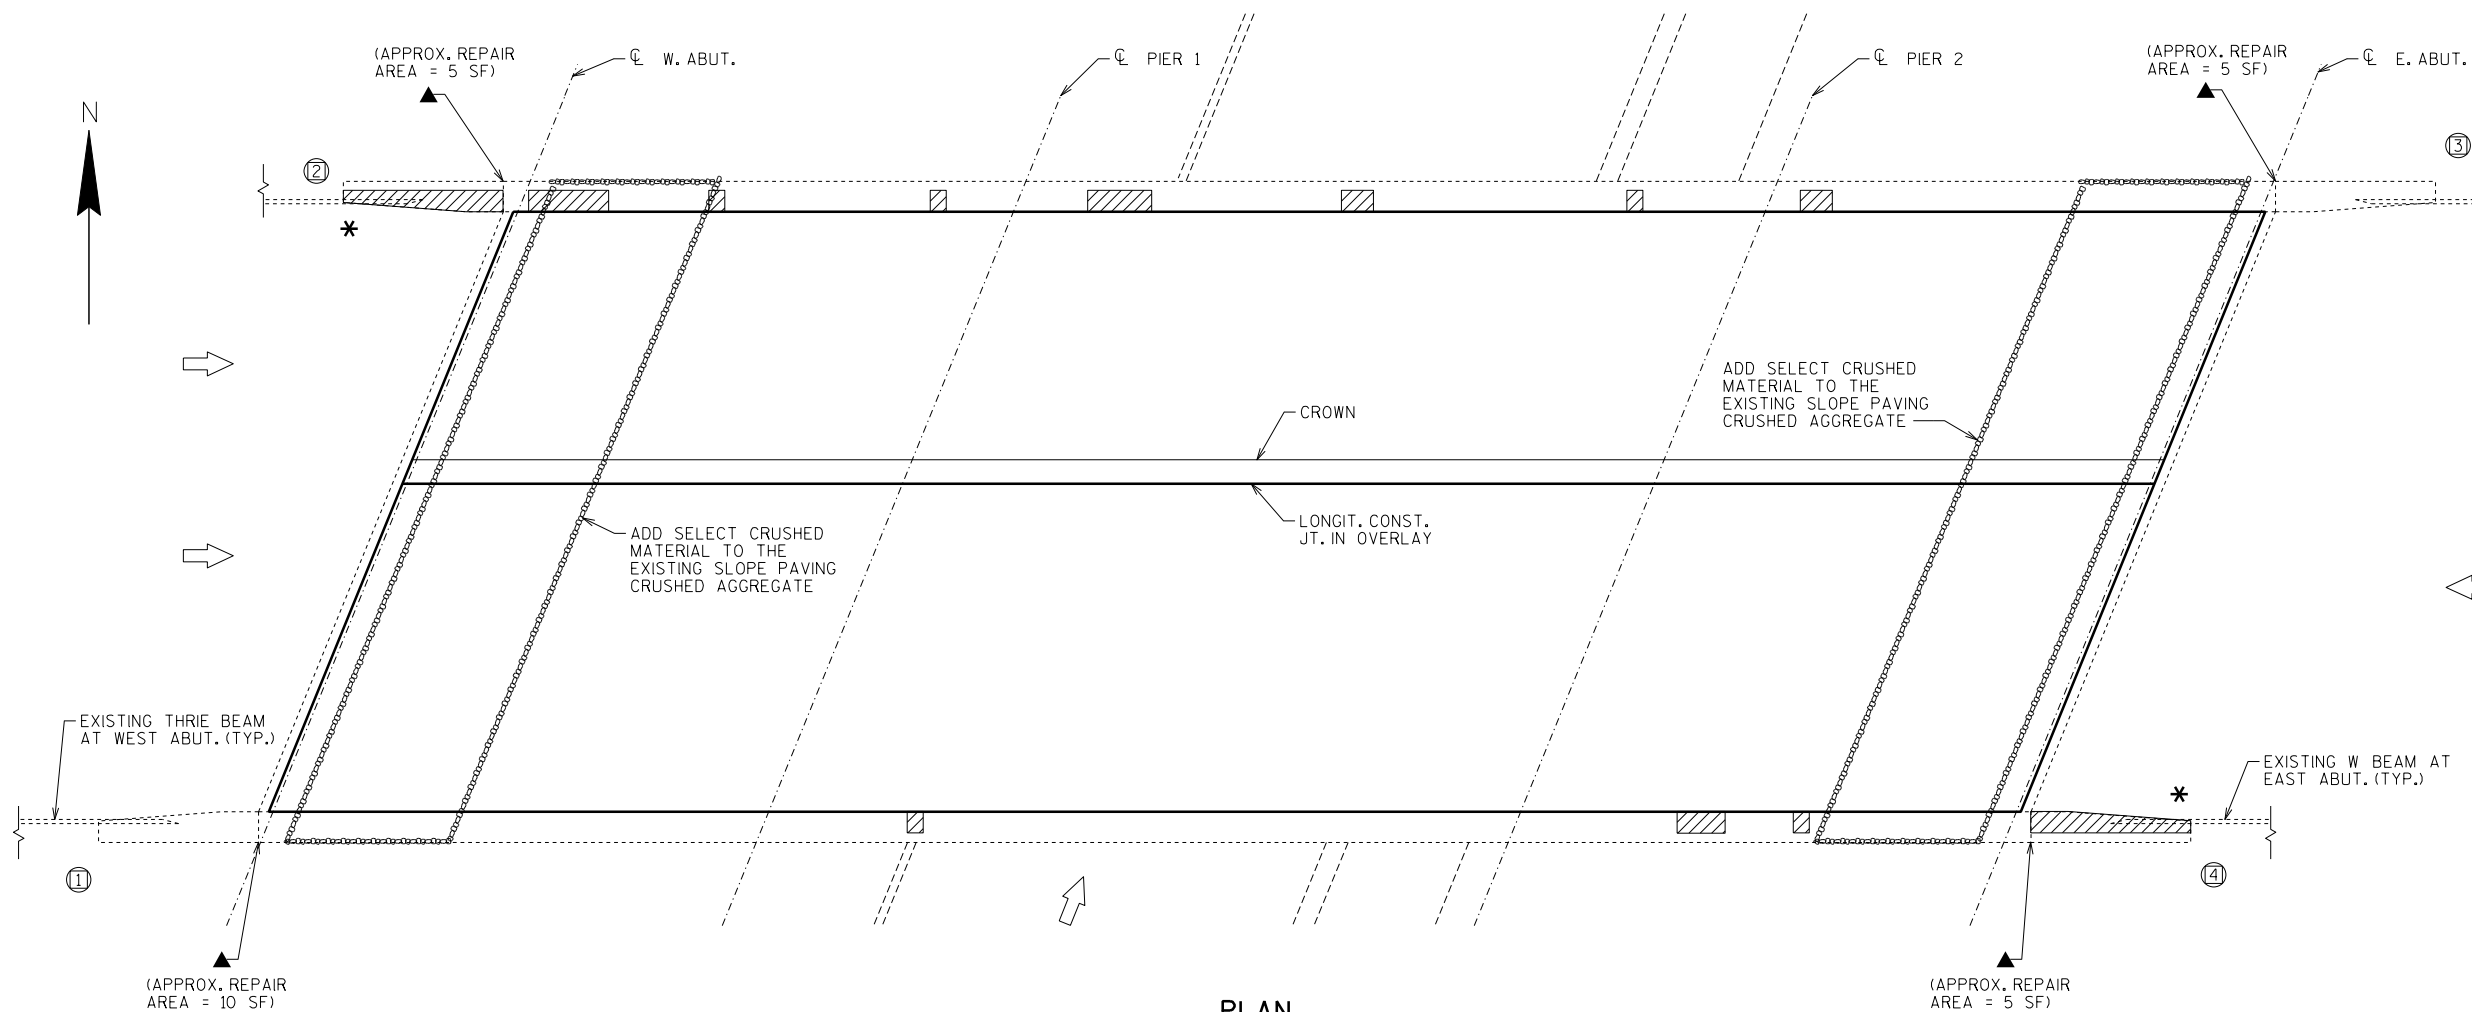 (APPROX. REPAIR
AREA = 5 SF)
℄ W. ABUT.
℄ PIER 1
℄ PIER 2
(APPROX. REPAIR
AREA = 5 SF)
℄ E. ABUT.
N
2
3
*
ADD SELECT CRUSHED
MATERIAL TO THE
EXISTING SLOPE PAVING
CRUSHED AGGREGATE
CROWN
LONGIT. CONST.
JT. IN OVERLAY
ADD SELECT CRUSHED
MATERIAL TO THE
EXISTING SLOPE PAVING
CRUSHED AGGREGATE
EXISTING THRIE BEAM
AT WEST ABUT. (TYP.)
EXISTING W BEAM AT
EAST ABUT. (TYP.)
*
1
4
(APPROX. REPAIR
AREA = 10 SF)
(APPROX. REPAIR
AREA = 5 SF)
PLAN